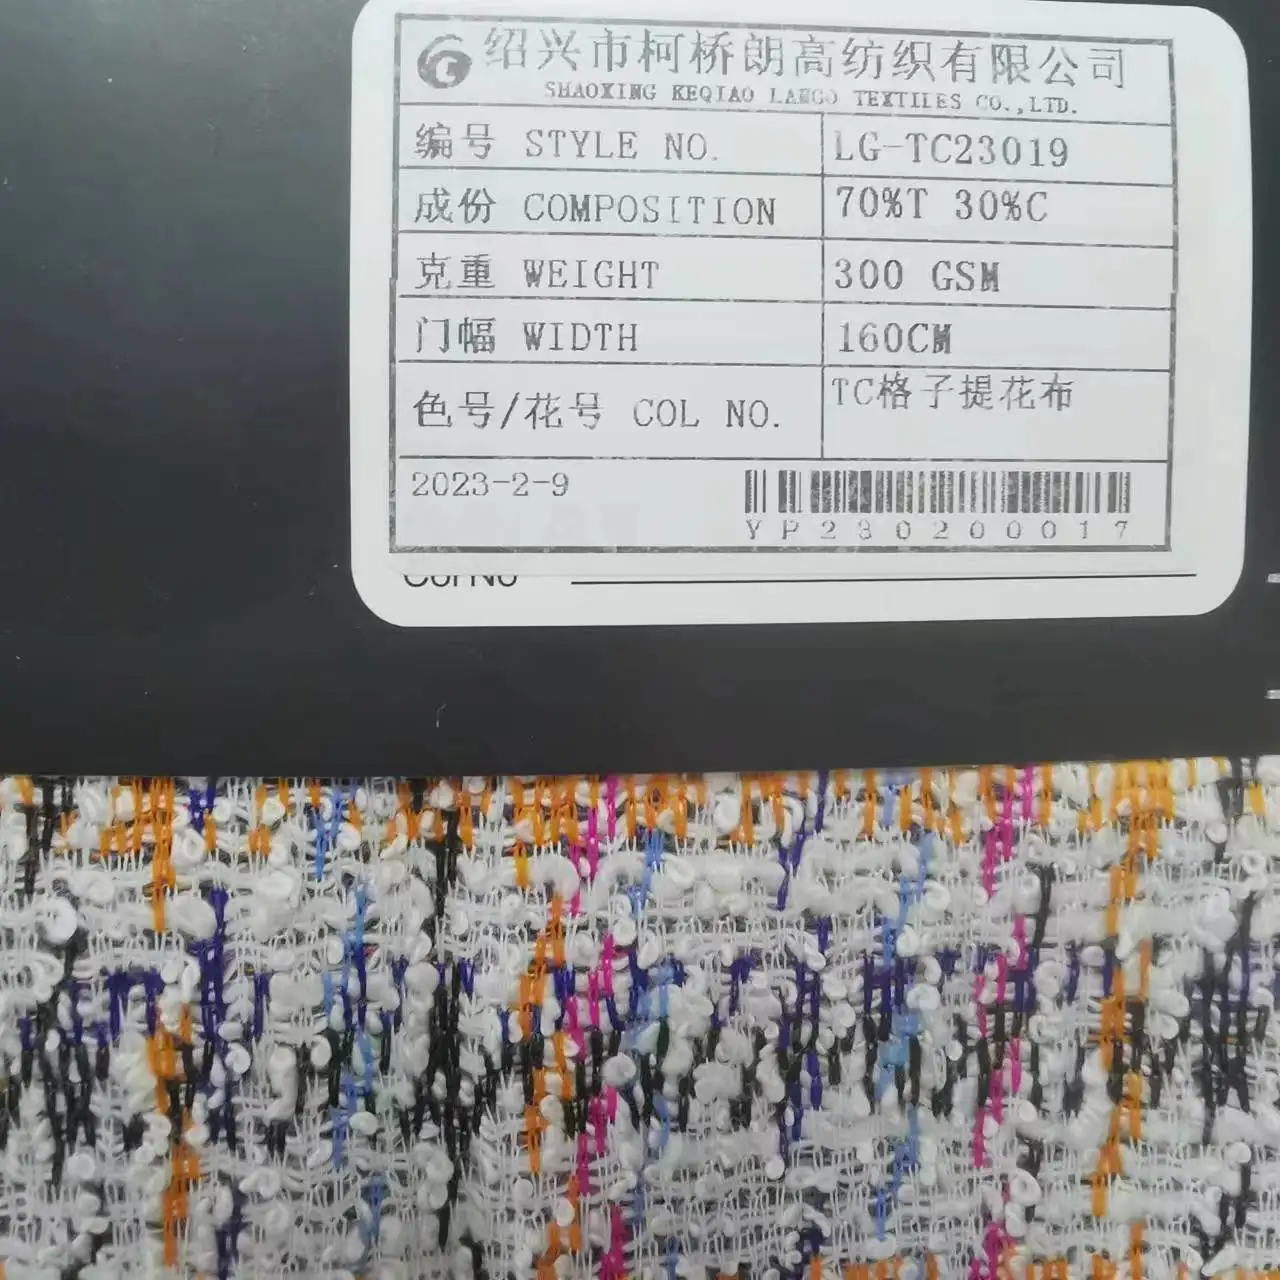 绍兴市柯桥朗高纺织有限公司
SHAOXING KEQIAO LANGO TEXTILES CO.,LTD.
编号 STYLE NO. LG-TC23019
成份 COMPOSITION 70%T 30%C
克重 WEIGHT 300 GSM
门幅 WIDTH 160CM
色号/花号 COL NO. TC格子提花布
2023-2-9
YP230200017
Col No